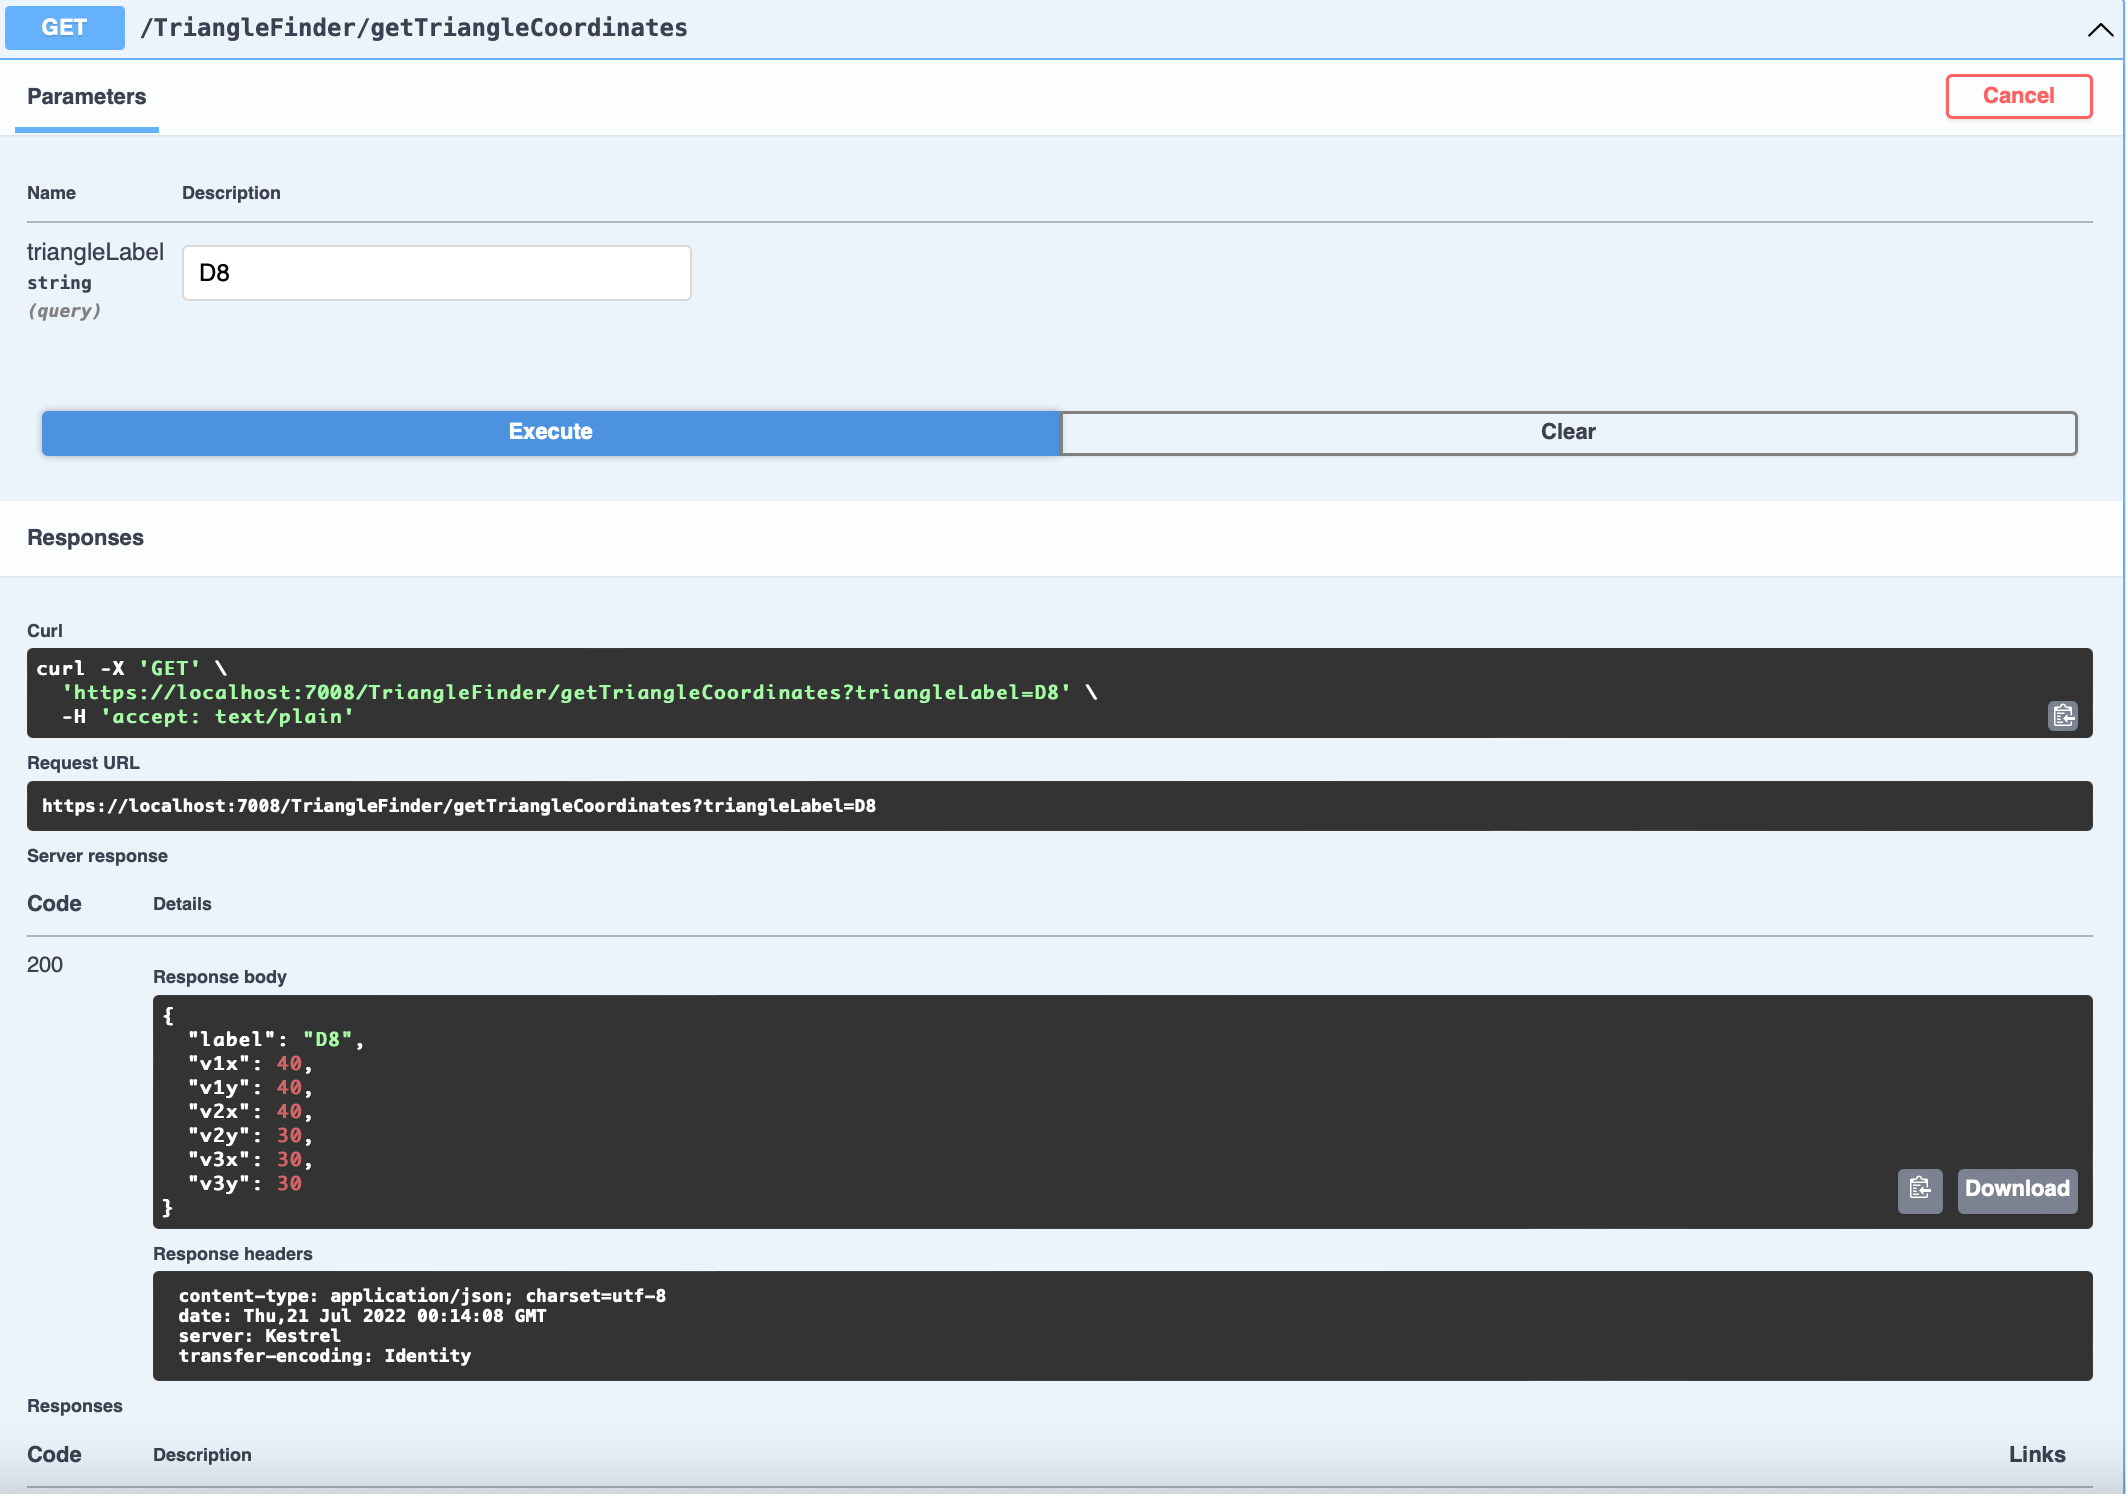 GET /TriangleFinder/getTriangleCoordinates
Parameters
Cancel
Name Description
triangleLabel
string
(query)
D8
Execute
Clear
Responses
Curl
curl -X 'GET' \
  'https://localhost:7008/TriangleFinder/getTriangleCoordinates?triangleLabel=D8' \
  -H 'accept: text/plain'
Request URL
https://localhost:7008/TriangleFinder/getTriangleCoordinates?triangleLabel=D8
Server response
Code Details
200
Response body
{
  "label": "D8",
  "v1x": 40,
  "v1y": 40,
  "v2x": 40,
  "v2y": 30,
  "v3x": 30,
  "v3y": 30
}
Download
Response headers
content-type: application/json; charset=utf-8
date: Thu,21 Jul 2022 00:14:08 GMT
server: Kestrel
transfer-encoding: Identity
Responses
Code Description Links